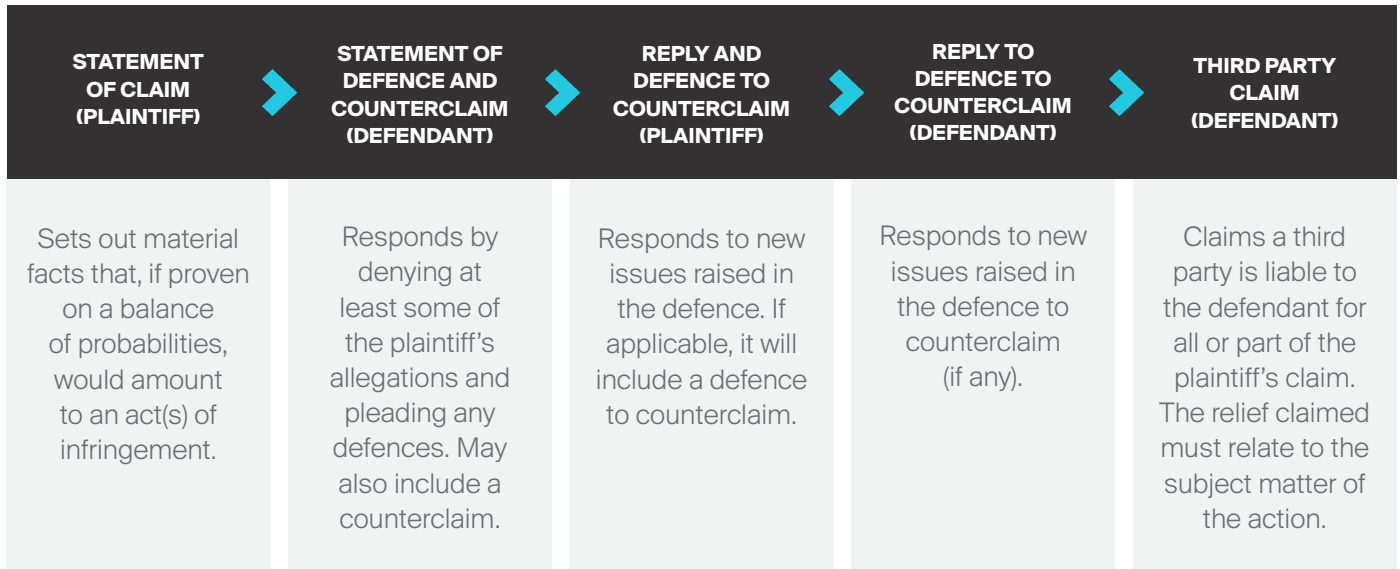 STATEMENT
OF CLAIM
(PLAINTIFF)
STATEMENT OF
DEFENCE AND
COUNTERCLAIM
(DEFENDANT)
REPLY AND
DEFENCE TO
COUNTERCLAIM
(PLAINTIFF)
REPLY TO
DEFENCE TO
COUNTERCLAIM
(DEFENDANT)
THIRD PARTY
CLAIM
(DEFENDANT)
Sets out material
facts that, if proven
on a balance
of probabilities,
would amount
to an act(s) of
infringement.
Responds by
denying at
least some of
the plaintiff’s
allegations and
pleading any
defences. May
also include a
counterclaim.
Responds to new
issues raised in
the defence. If
applicable, it will
include a defence
to counterclaim.
Responds to new
issues raised in
the defence to
counterclaim
(if any).
Claims a third
party is liable to
the defendant for
all or part of the
plaintiff’s claim.
The relief claimed
must relate to the
subject matter of
the action.